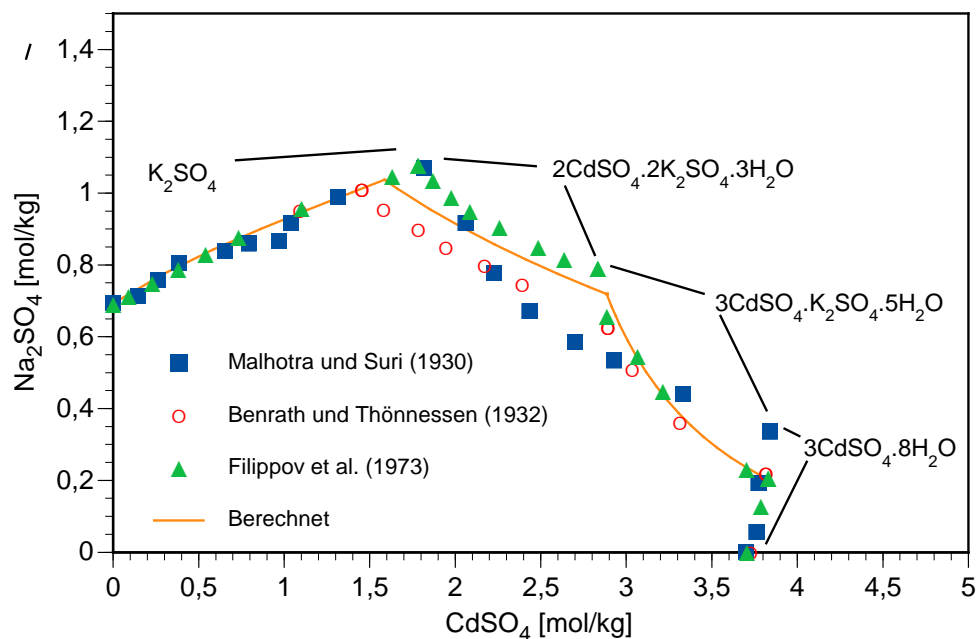 /
1,4
1,2
1
0,8
0,6
0,4
0,2
0
Na₂SO₄ [mol/kg]
K₂SO₄
2CdSO₄.2K₂SO₄.3H₂O
3CdSO₄.K₂SO₄.5H₂O
3CdSO₄.8H₂O
Malhotra und Suri (1930)
Benrath und Thönnessen (1932)
Filippov et al. (1973)
Berechnet
0 0,5 1 1,5 2 2,5 3 3,5 4 4,5 5
CdSO₄ [mol/kg]